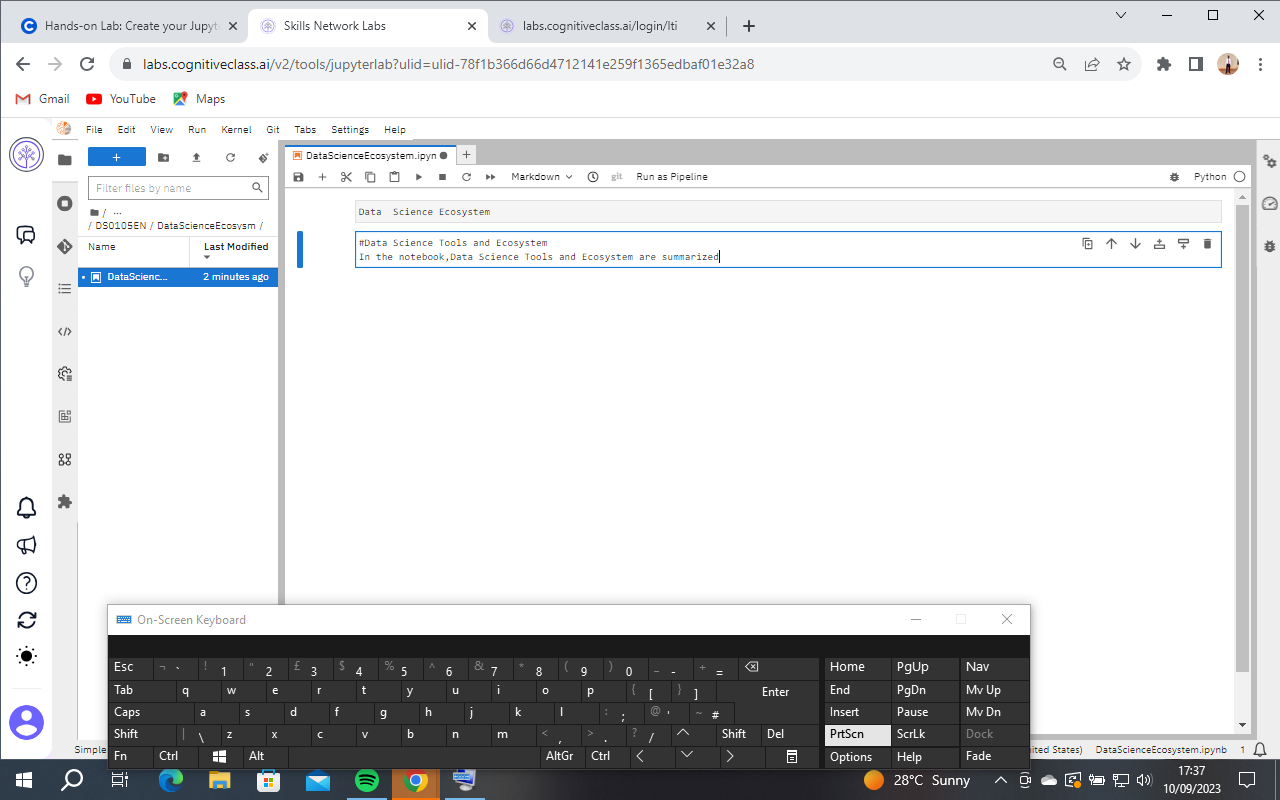 Hands-on Lab: Create your Jupyte
Skills Network Labs
labs.cognitiveclass.ai/login/lti
labs.cognitiveclass.ai/v2/tools/jupyterlab?ulid=ulid-78f1b366d66d4712141e259f1365edbaf01e32a8
Gmail YouTube Maps
File Edit View Run Kernel Git Tabs Settings Help
DataScienceEcosystem.ipyn
Markdown git Run as Pipeline Python
Filter files by name
/ ...
/ DS0105EN / DataScienceEcosysm /
Name Last Modified
DataScienc... 2 minutes ago
Data  Science Ecosystem
#Data Science Tools and Ecosystem
In the notebook,Data Science Tools and Ecosystem are summarized
On-Screen Keyboard
Esc ¬ ` ! 1 " 2 £ 3 $ 4 % 5 ^ 6 & 7 * 8 ( 9 ) 0 _ - + = Home PgUp Nav
Tab q w e r t y u i o p { [ } ] Enter End PgDn Mv Up
Caps a s d f g h j k l : ; @ ' ~ # Insert Pause Mv Dn
Shift | \ z x c v b n m < , > . ? / Shift Del PrtScn ScrLk Dock
Fn Ctrl Alt AltGr Ctrl Options Help Fade
Simple
ited States) DataScienceEcosystem.ipynb 1
28°C Sunny
17:37
10/09/2023